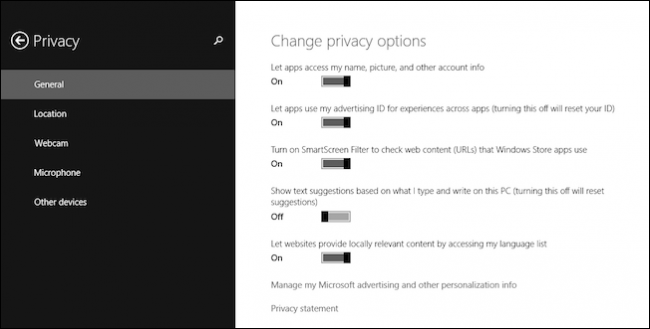 Privacy
General
Location
Webcam
Microphone
Other devices
Change privacy options
Let apps access my name, picture, and other account info
On
Let apps use my advertising ID for experiences across apps (turning this off will reset your ID)
On
Turn on SmartScreen Filter to check web content (URLs) that Windows Store apps use
On
Show text suggestions based on what I type and write on this PC (turning this off will reset
suggestions)
Off
Let websites provide locally relevant content by accessing my language list
On
Manage my Microsoft advertising and other personalization info
Privacy statement